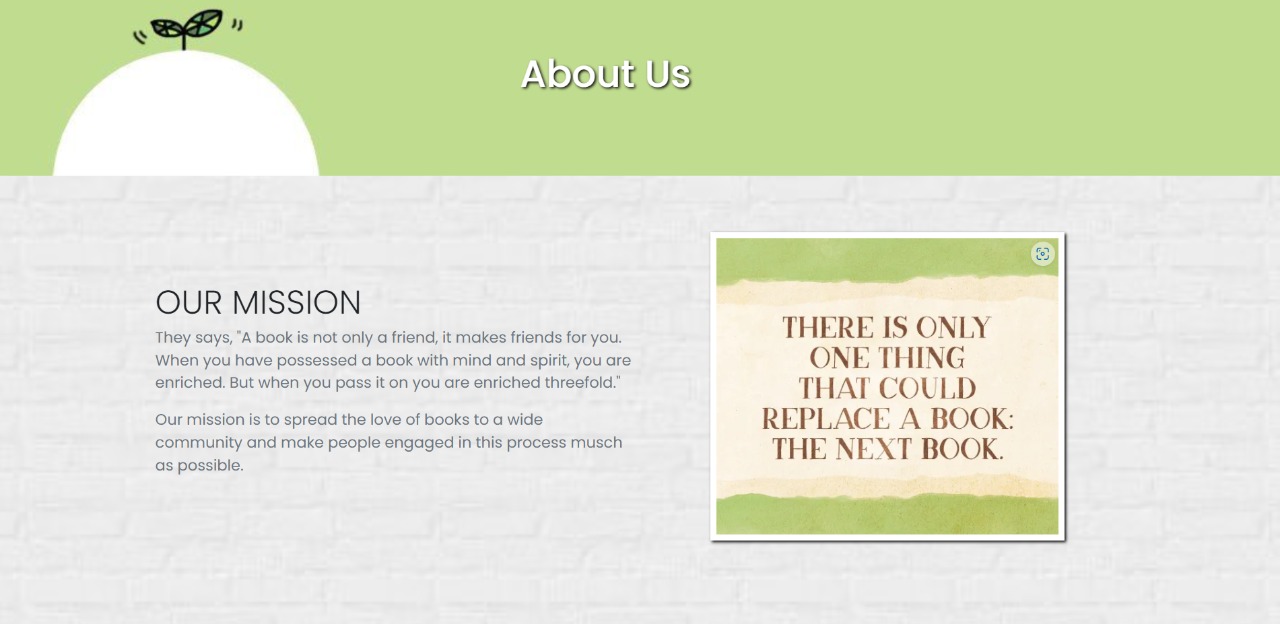 About Us
OUR MISSION
They says, "A book is not only a friend, it makes friends for you.
When you have possessed a book with mind and spirit, you are
enriched. But when you pass it on you are enriched threefold."
Our mission is to spread the love of books to a wide
community and make people engaged in this process musch
as possible.
THERE IS ONLY
ONE THING
THAT COULD
REPLACE A BOOK:
THE NEXT BOOK.